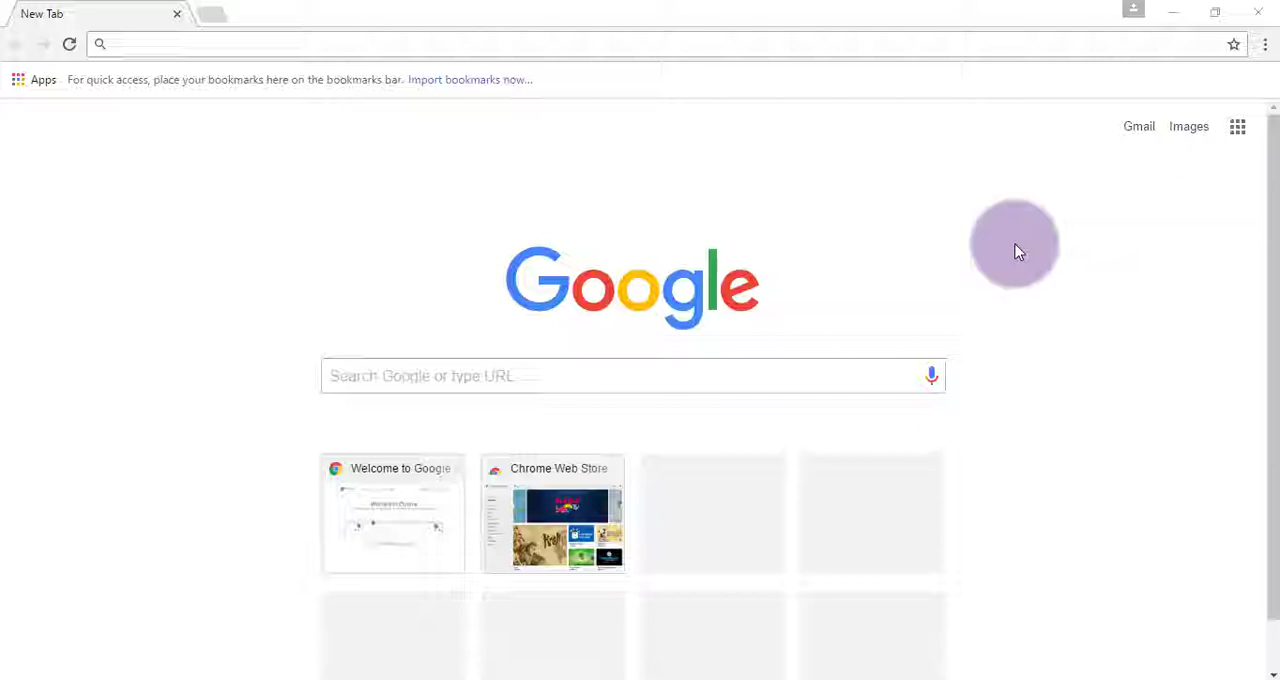 New Tab
Apps For quick access, place your bookmarks here on the bookmarks bar. Import bookmarks now...
Gmail Images
Google
Search Google or type URL
Welcome to Google Chrome Web Store